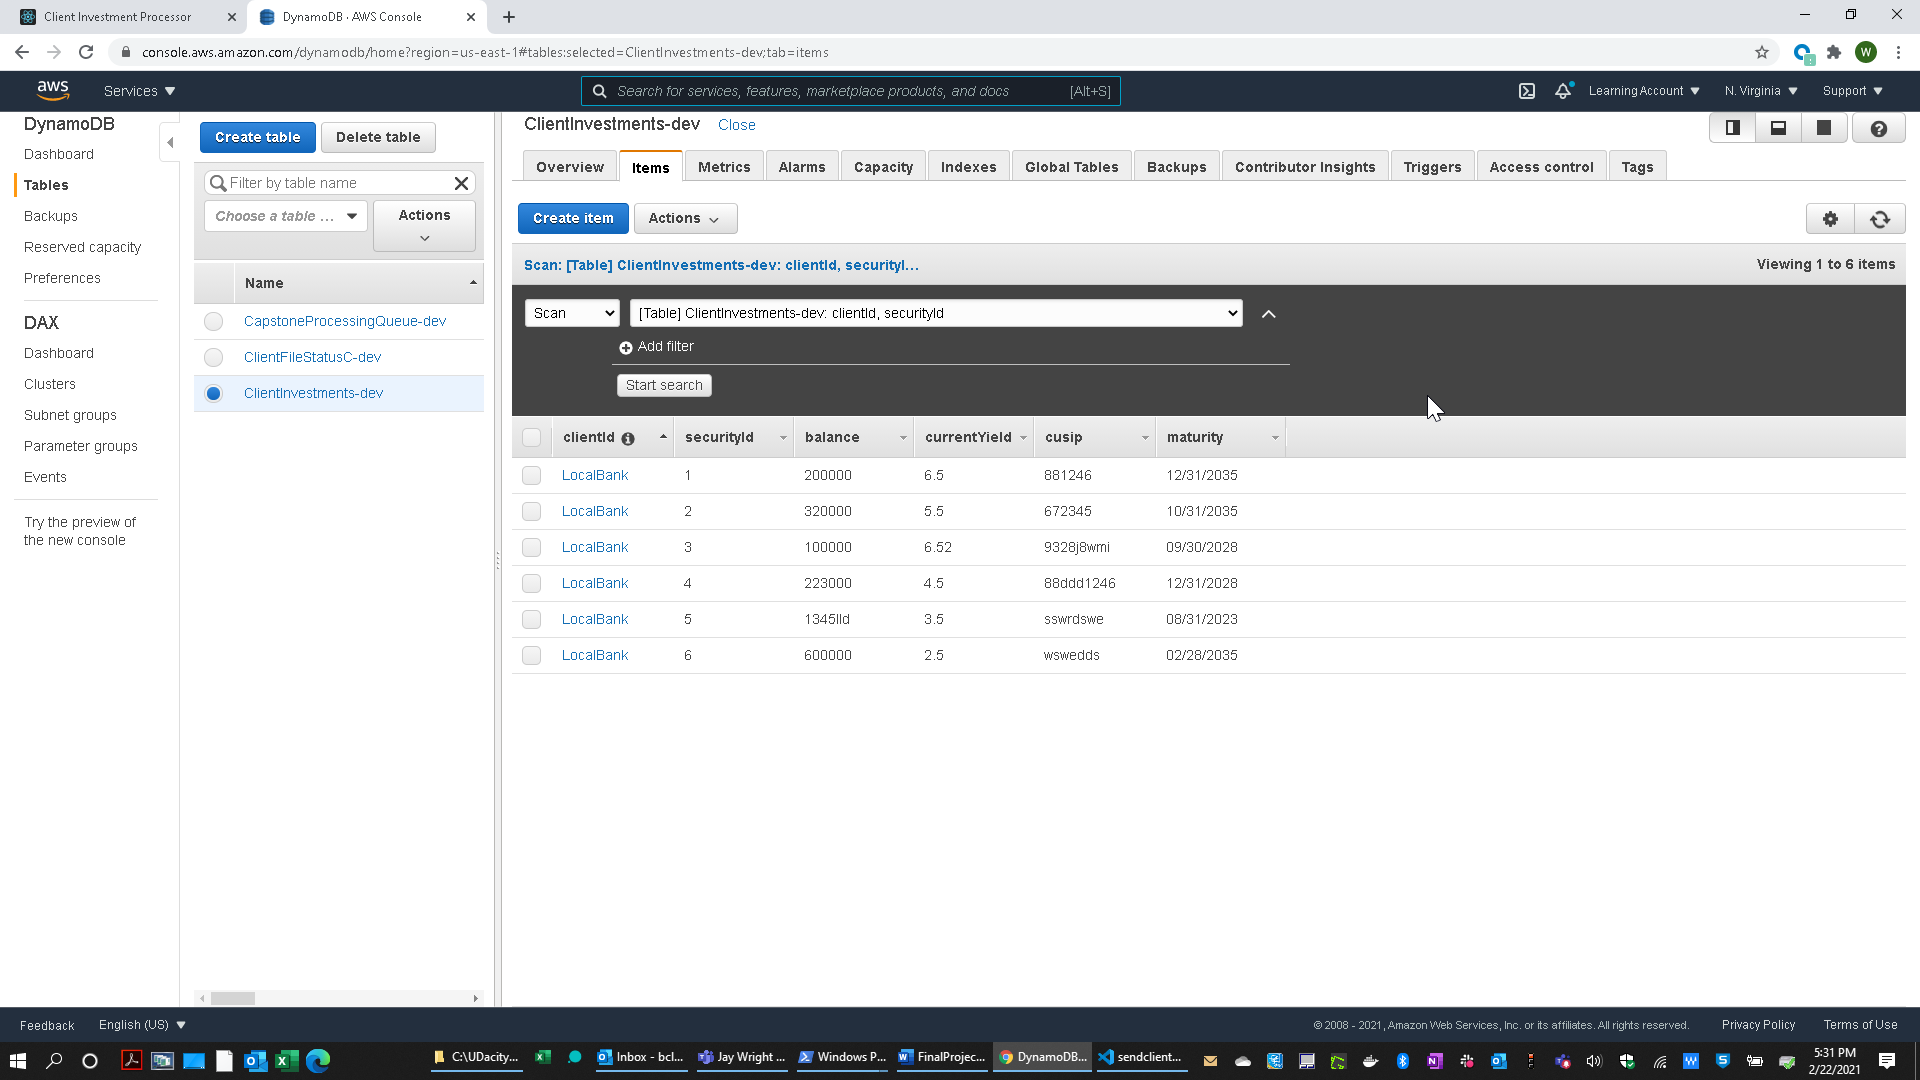 Client Investment Processor
DynamoDB · AWS Console
console.aws.amazon.com/dynamodb/home?region=us-east-1#tables:selected=ClientInvestments-dev;tab=items
W
aws
Services
Search for services, features, marketplace products, and docs
[Alt+S]
Learning Account
N. Virginia
Support
DynamoDB
Dashboard
Tables
Backups
Reserved capacity
Preferences
DAX
Dashboard
Clusters
Subnet groups
Parameter groups
Events
Try the preview of
the new console
Create table
Delete table
Filter by table name
Choose a table ...
Actions
Name
CapstoneProcessingQueue-dev
ClientFileStatusC-dev
ClientInvestments-dev
ClientInvestments-dev Close
Overview Items Metrics Alarms Capacity Indexes Global Tables Backups Contributor Insights Triggers Access control Tags
Create item
Actions
Scan: [Table] ClientInvestments-dev: clientId, securityI...
Viewing 1 to 6 items
Scan
[Table] ClientInvestments-dev: clientId, securityId
Add filter
Start search
clientId securityId balance currentYield cusip maturity
LocalBank 1 200000 6.5 881246 12/31/2035
LocalBank 2 320000 5.5 672345 10/31/2035
LocalBank 3 100000 6.52 9328j8wmi 09/30/2028
LocalBank 4 223000 4.5 88ddd1246 12/31/2028
LocalBank 5 1345lld 3.5 sswrdswe 08/31/2023
LocalBank 6 600000 2.5 wswedds 02/28/2035
Feedback
English (US)
© 2008 - 2021, Amazon Web Services, Inc. or its affiliates. All rights reserved.
Privacy Policy
Terms of Use
C:\UDacity...
Inbox - bcl...
Jay Wright ...
Windows P...
FinalProjec...
DynamoDB...
sendclient...
5:31 PM
2/22/2021